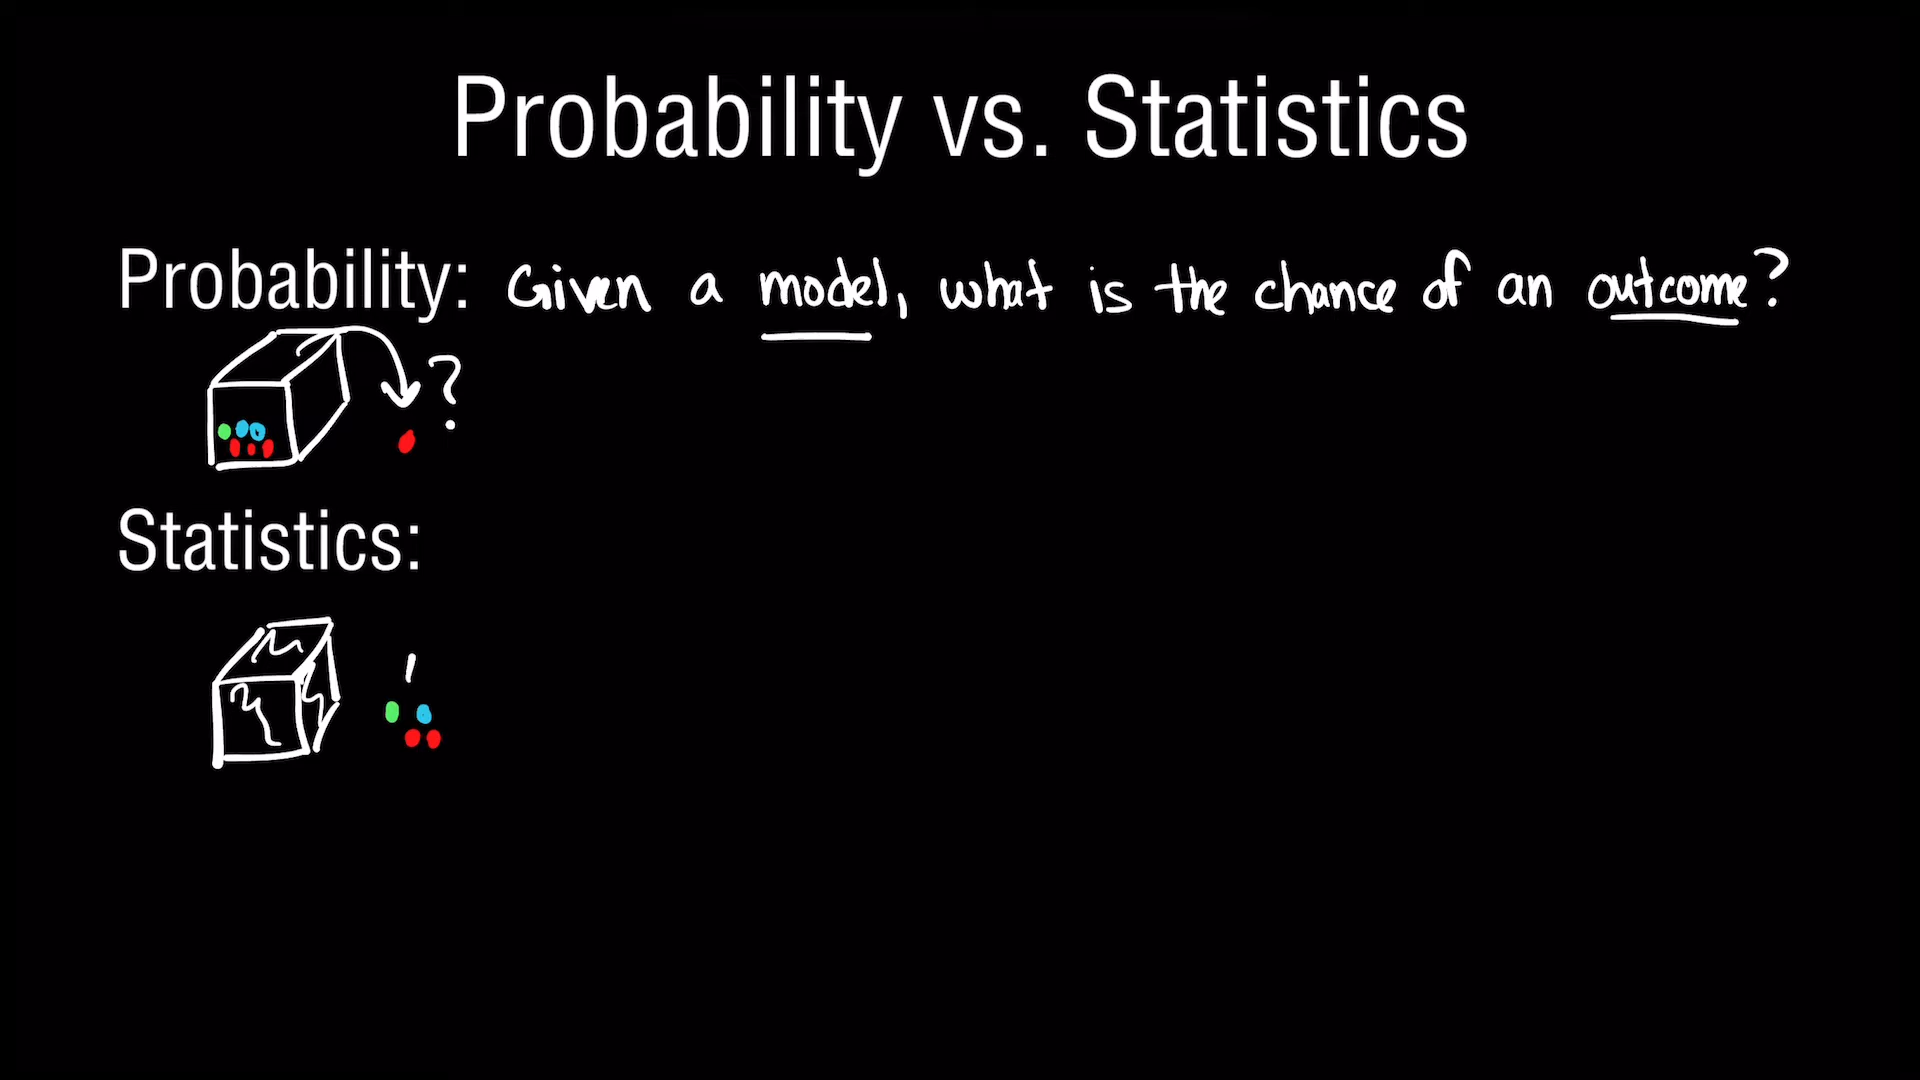 Probability vs. Statistics
Probability: Given a model, what is the chance of an outcome?
?
Statistics: